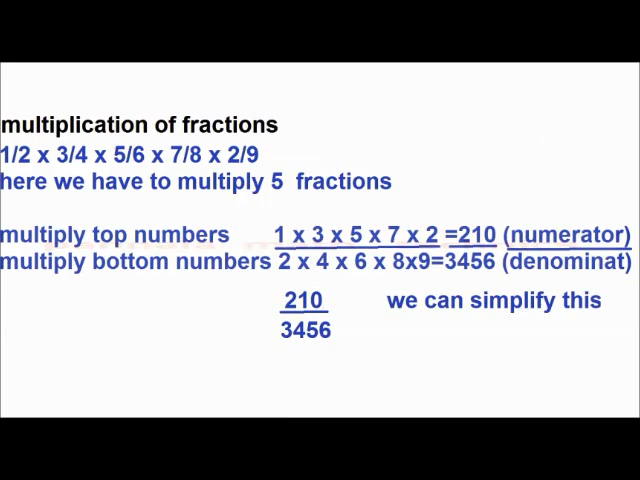 multiplication of fractions
1/2 x 3/4 x 5/6 x 7/8 x 2/9
here we have to multiply 5 fractions
multiply top numbers 1 x 3 x 5 x 7 x 2 =210 (numerator)
multiply bottom numbers 2 x 4 x 6 x 8x9=3456 (denominat)
210 we can simplify this
3456